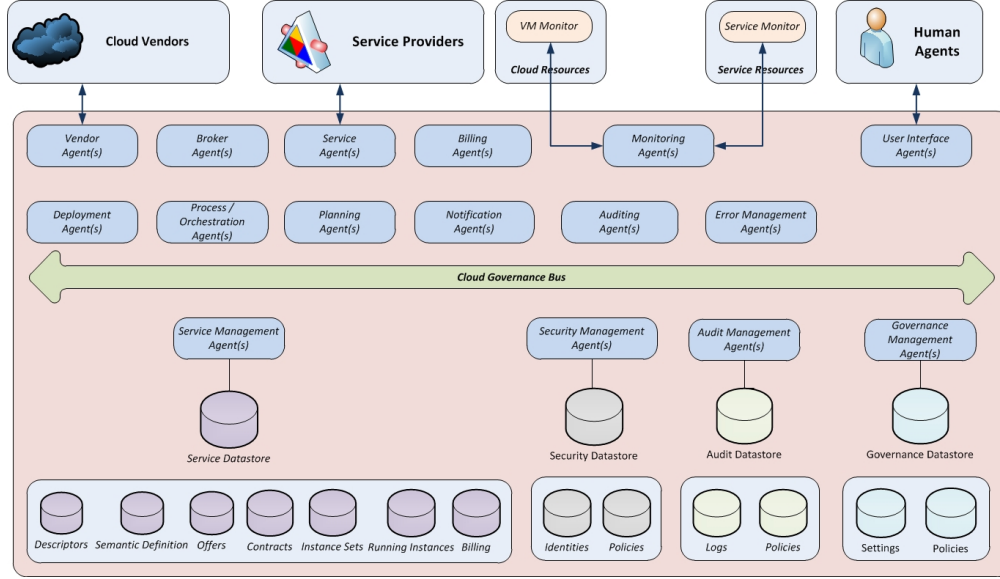 Cloud Vendors
Service Providers
VM Monitor
Cloud Resources
Service Monitor
Service Resources
Human
Agents
Vendor
Agent(s)
Broker
Agent(s)
Service
Agent(s)
Billing
Agent(s)
Monitoring
Agent(s)
User Interface
Agent(s)
Deployment
Agent(s)
Process /
Orchestration
Agent(s)
Planning
Agent(s)
Notification
Agent(s)
Auditing
Agent(s)
Error Management
Agent(s)
Cloud Governance Bus
Service Management
Agent(s)
Security Management
Agent(s)
Audit Management
Agent(s)
Governance
Management
Agent(s)
Service Datastore
Security Datastore
Audit Datastore
Governance Datastore
Descriptors
Semantic Definition
Offers
Contracts
Instance Sets
Running Instances
Billing
Identities
Policies
Logs
Policies
Settings
Policies